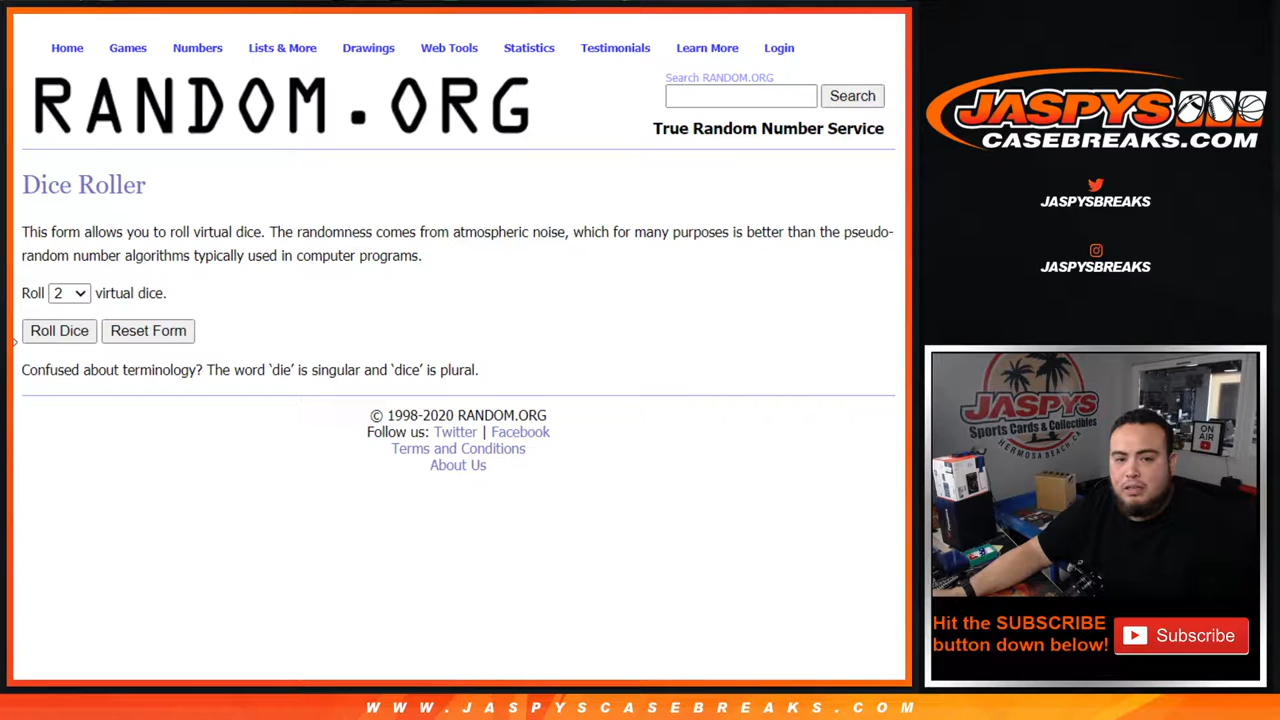 Home Games Numbers Lists & More Drawings Web Tools Statistics Testimonials Learn More Login
RANDOM.ORG
Search RANDOM.ORG
Search
True Random Number Service
Dice Roller
This form allows you to roll virtual dice. The randomness comes from atmospheric noise, which for many purposes is better than the pseudo-
random number algorithms typically used in computer programs.
Roll 2 virtual dice.
Roll Dice Reset Form
Confused about terminology? The word ‘die’ is singular and ‘dice’ is plural.
© 1998-2020 RANDOM.ORG
Follow us: Twitter | Facebook
Terms and Conditions
About Us
JASPYS
CASEBREAKS.COM
JASPYSBREAKS
JASPYSBREAKS
JASPYS
Sports Cards & Collectibles
HERMOSA BEACH, CA
ON
AIR
Hit the SUBSCRIBE
button down below!
Subscribe
WWW.JASPYSCASEBREAKS.COM